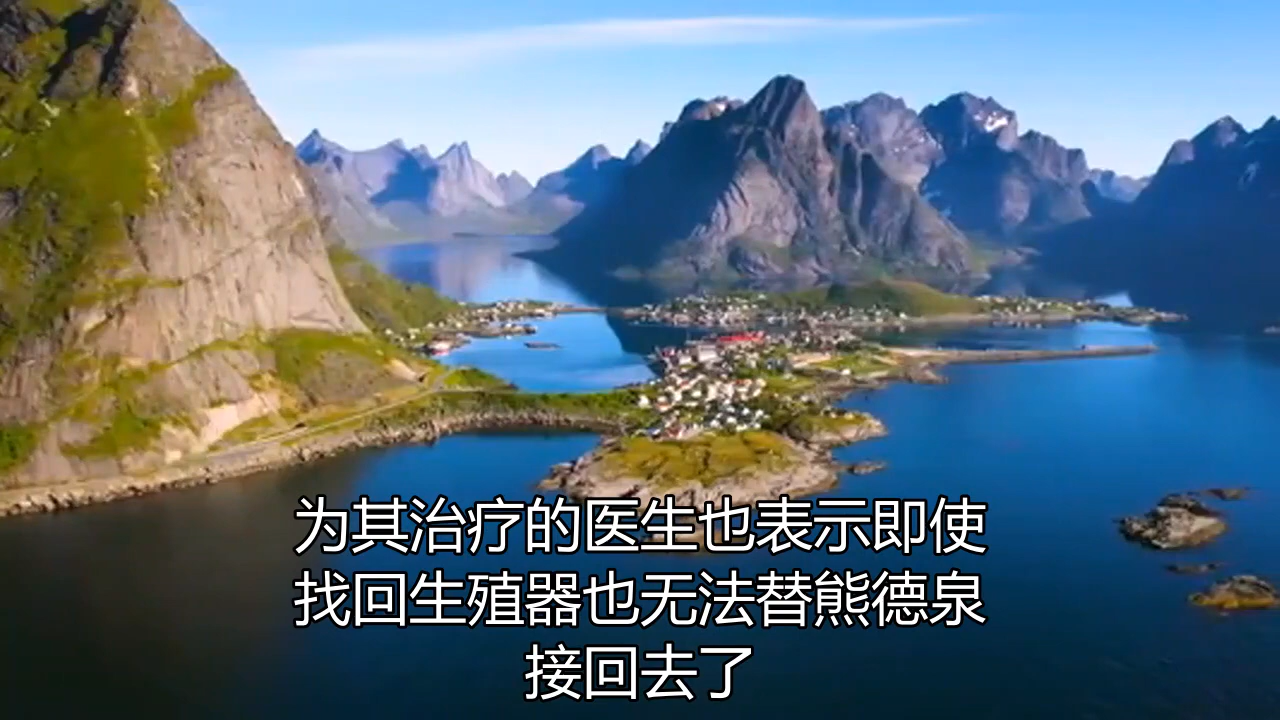 为其治疗的医生也表示即使
找回生殖器也无法替熊德泉
接回去了